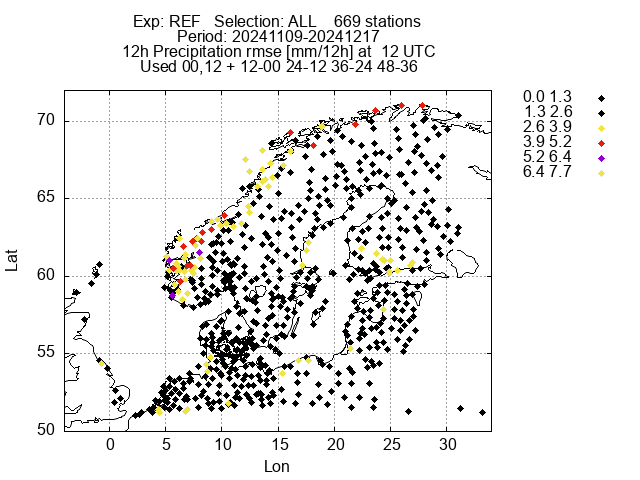 Exp: REF Selection: ALL 669 stations
Period: 20241109-20241217
12h Precipitation rmse [mm/12h] at 12 UTC
Used 00,12 + 12-00 24-12 36-24 48-36
0.0 1.3
1.3 2.6
2.6 3.9
3.9 5.2
5.2 6.4
6.4 7.7
70
65
60
55
50
Lat
0 5 10 15 20 25 30
Lon